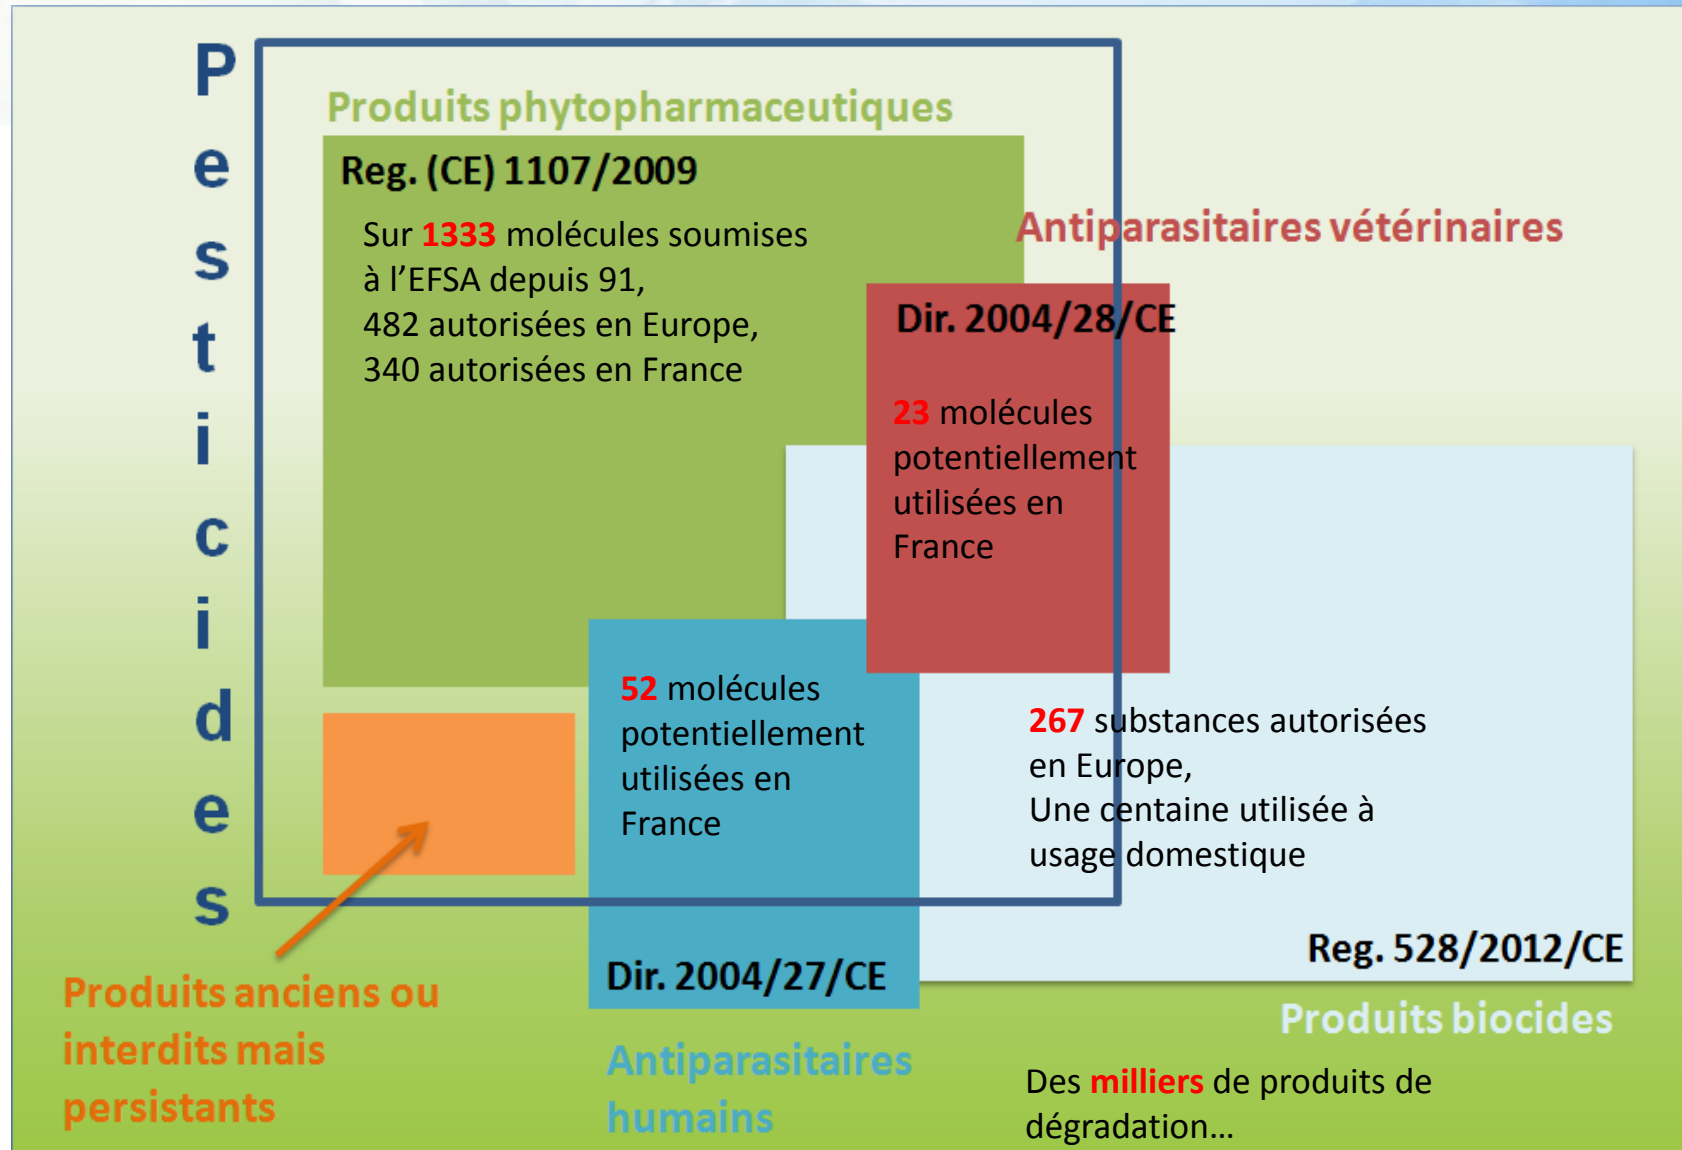 Pesticides
Produits phytopharmaceutiques
Reg. (CE) 1107/2009
Sur 1333 molécules soumises
à l’EFSA depuis 91,
482 autorisées en Europe,
340 autorisées en France
Antiparasitaires vétérinaires
Dir. 2004/28/CE
23 molécules
potentiellement
utilisées en
France
52 molécules
potentiellement
utilisées en
France
Dir. 2004/27/CE
Antiparasitaires
humains
267 substances autorisées
en Europe,
Une centaine utilisée à
usage domestique
Reg. 528/2012/CE
Produits biocides
Produits anciens ou
interdits mais
persistants
Des milliers de produits de
dégradation…